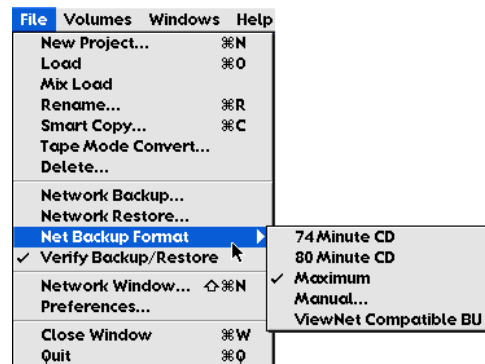 File Volumes Windows Help
New Project... ⌘N
Load ⌘O
Mix Load
Rename... ⌘R
Smart Copy... ⌘C
Tape Mode Convert...
Delete...
Network Backup...
Network Restore...
Net Backup Format
✓ Verify Backup/Restore
Network Window... ⇧⌘N
Preferences...
Close Window ⌘W
Quit ⌘Q
74 Minute CD
80 Minute CD
✓ Maximum
Manual...
ViewNet Compatible BU